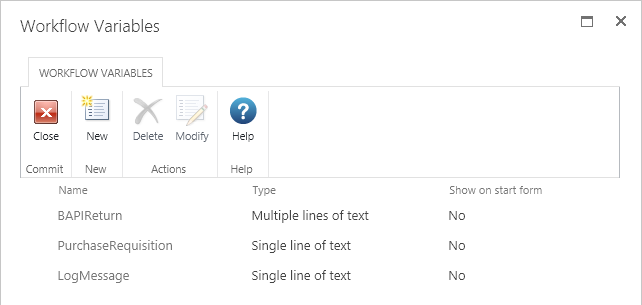 Workflow Variables
WORKFLOW VARIABLES
Close New Delete Modify Help
Commit New Actions Help
Name Type Show on start form
BAPIReturn Multiple lines of text No
PurchaseRequisition Single line of text No
LogMessage Single line of text No